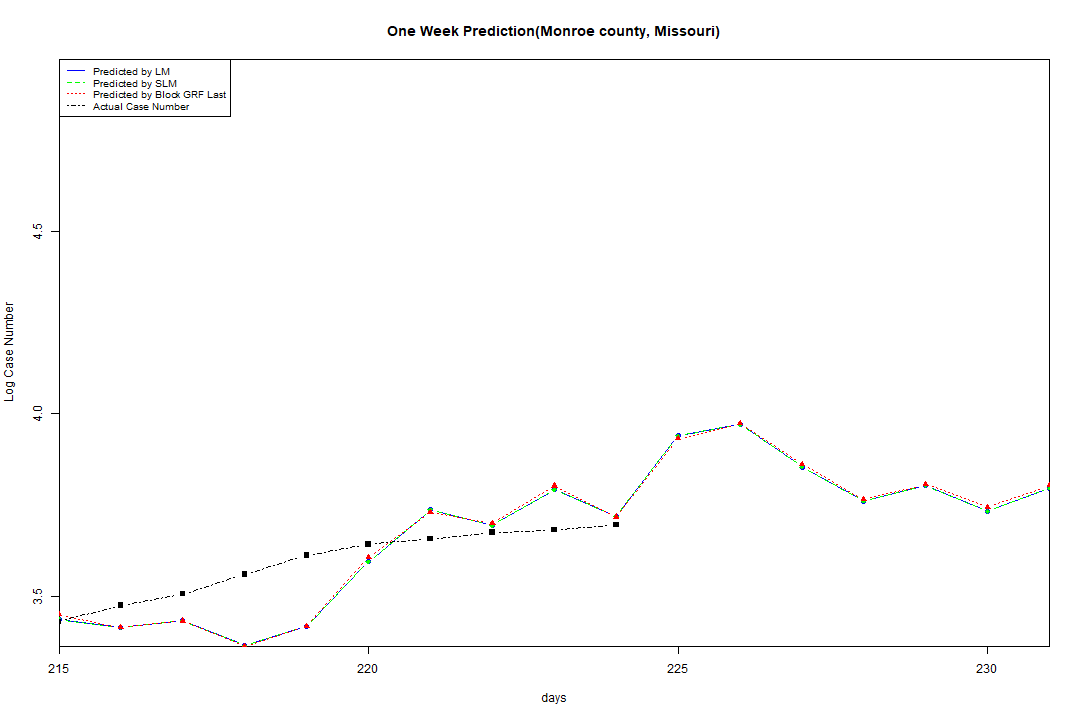 One Week Prediction(Monroe county, Missouri)
Predicted by LM
Predicted by SLM
Predicted by Block GRF Last
Actual Case Number
4.5
4.0
3.5
Log Case Number
215 220 225 230
days